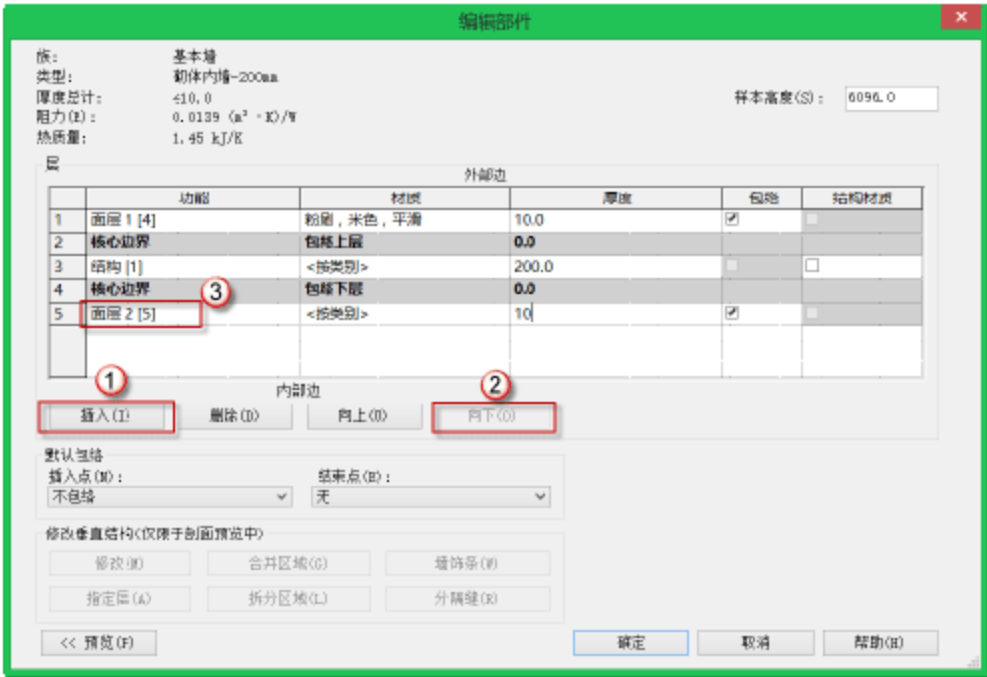 编辑部件
族: 基本墙
类型: 砌体内墙-200mm
厚度总计: 410.0 样本高度(S): 6096.0
阻力(R): 0.0139 (m²·K)/W
热质量: 1.45 kJ/K
层
外部边
功能 材质 厚度 包络 结构材质
1 面层 1 [4] 粉刷，米色，平滑 10.0
2 核心边界 包络上层 0.0
3 结构 [1] <按类别> 200.0
4 核心边界 包络下层 0.0
③
5 面层 2 [5] <按类别> 10
① ②
内部边
插入(I) 删除(D) 向上(U) 向下(O)
默认包络
插入点(N): 结束点(E):
不包络 无
修改垂直结构(仅限于剖面预览中)
修改(M) 合并区域(G) 墙饰条(W)
指定层(A) 拆分区域(L) 分隔缝(R)
<< 预览(P) 确定 取消 帮助(H)